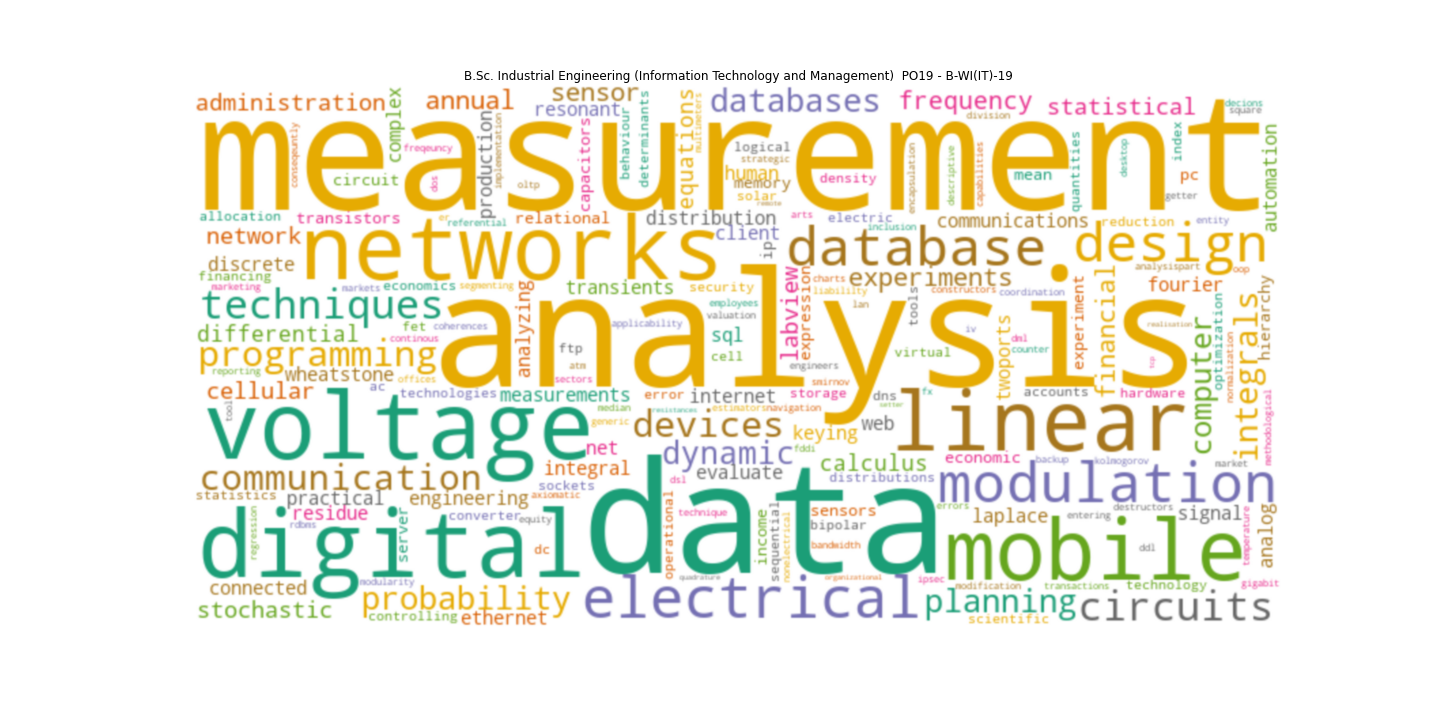 B.Sc. Industrial Engineering (Information Technology and Management)  PO19 - B-WI(IT)-19
administration
complex
annual
sensor
resonant
databases
frequency
statistical
decions
square
measurement
conseqeuntly
circuit
freqeuncy
dos
production
implementation
oltp
capacitors
behaviour
determinants
equations
multimeters
logical
strategic
human
memory
solar
remote
density
division
encapsulation
descriptive
capabilities
mean
quantities
desktop
index
pc
getter
automation
allocation
transistors
er
referential
relational
distribution
arts
electric
inclusion
communications
reduction
entity
network
networks
client
ip
database
design
discrete
financing
marketing
markets
economics
segmenting
transients
security
labview
expression
charts
liabililty
experiments
tools
lan
constructors
coordination
analysispart
oop
fourier
hierarchy
techniques
analyzing
employees
valuation
analysis
experiment
financial
optimization
integrals
realisation
differential
fet
coherences
continous
applicability
sql
cell
virtual
iv
dml
counter
twoports
computer
normalization
programming
reporting
wheatstone
offices
ftp
atm
sectors
engineers
smirnov
tcp
cellular
ac
technologies
measurements
error
internet
storage
dns
fx
setter
accounts
hardware
methodological
tool
voltage
median
generic
resistances
estimators
navigation
devices
keying
web
linear
net
dynamic
fddi
calculus
economic
backup
kolmogorov
market
communication
integral
evaluate
distributions
modulation
statistics
practical
engineering
sockets
axiomatic
dsl
data
residue
rdbms
server
converter
equity
operational
technique
income
sequential
nonelectrical
sensors
bipolar
bandwidth
errors
laplace
entering
destructors
signal
temperature
analog
regression
digital
dc
mobile
ddl
connected
modularity
quadrature
organizational
ipsec
modification
transactions
technology
gigabit
stochastic
probability
controlling
ethernet
electrical
planning
scientific
circuits